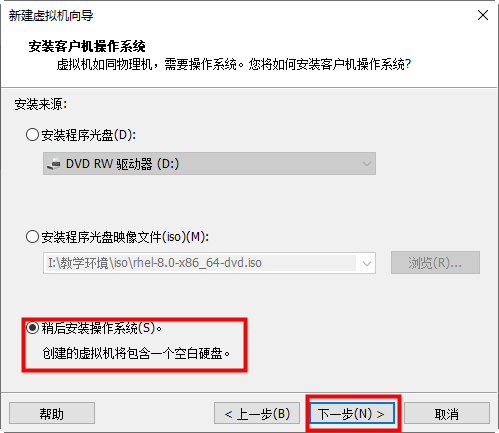 新建虚拟机向导
安装客户机操作系统
虚拟机如同物理机，需要操作系统。您将如何安装客户机操作系统?
安装来源:
安装程序光盘(D):
DVD RW 驱动器 (D:)
安装程序光盘映像文件(iso)(M):
I:\教学环境\iso\rhel-8.0-x86_64-dvd.iso
浏览(R)...
稍后安装操作系统(S)。
创建的虚拟机将包含一个空白硬盘。
帮助
< 上一步(B)
下一步(N) >
取消